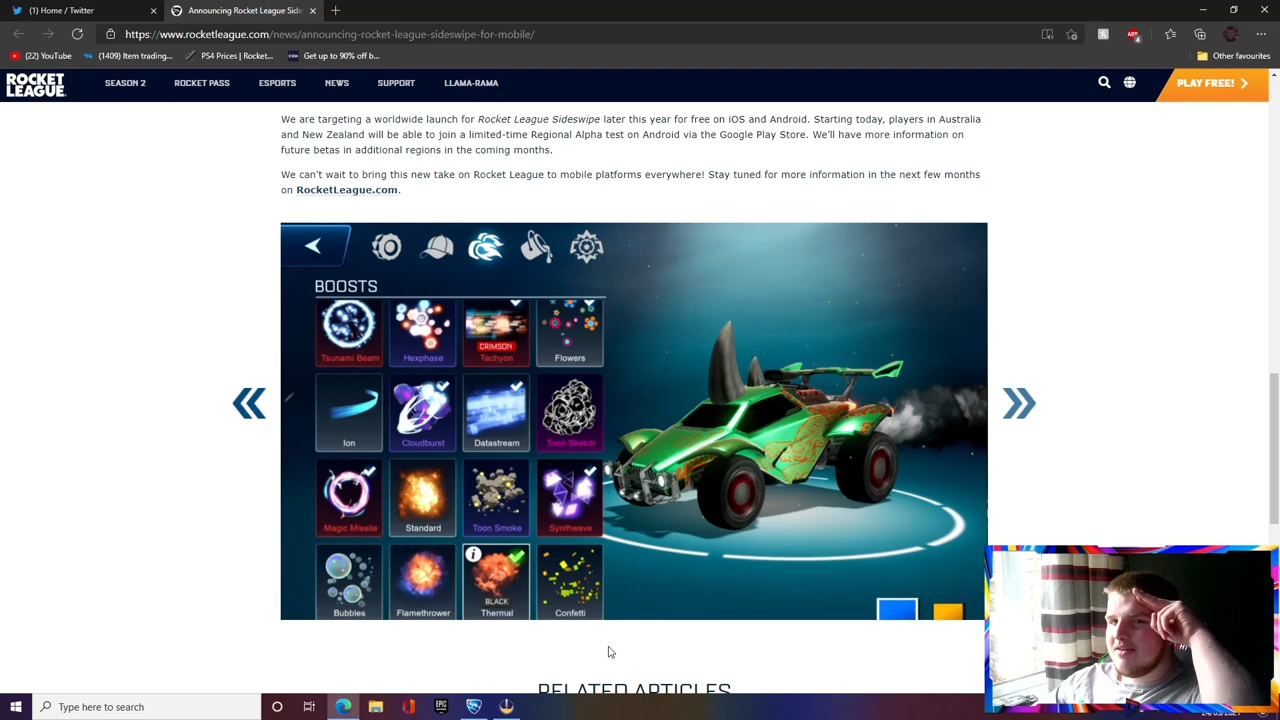 (1) Home / Twitter
Announcing Rocket League Side
https://www.rocketleague.com/news/announcing-rocket-league-sideswipe-for-mobile/
(22) YouTube
(1409) Item trading...
PS4 Prices | Rocket...
Get up to 90% off b...
Other favourites
ROCKET LEAGUE
SEASON 2
ROCKET PASS
ESPORTS
NEWS
SUPPORT
LLAMA-RAMA
PLAY FREE!
We are targeting a worldwide launch for Rocket League Sideswipe later this year for free on iOS and Android. Starting today, players in Australia
and New Zealand will be able to join a limited-time Regional Alpha test on Android via the Google Play Store. We'll have more information on
future betas in additional regions in the coming months.
We can't wait to bring this new take on Rocket League to mobile platforms everywhere! Stay tuned for more information in the next few months
on RocketLeague.com.
BOOSTS
Tsunami Beam
Hexphase
CRIMSON
Tachyon
Flowers
Ion
Cloudburst
Datastream
Toon Sketch
Magic Missile
Standard
Toon Smoke
Synthwave
Bubbles
Flamethrower
BLACK
Thermal
Confetti
RELATED ARTICLES
Type here to search
EPIC